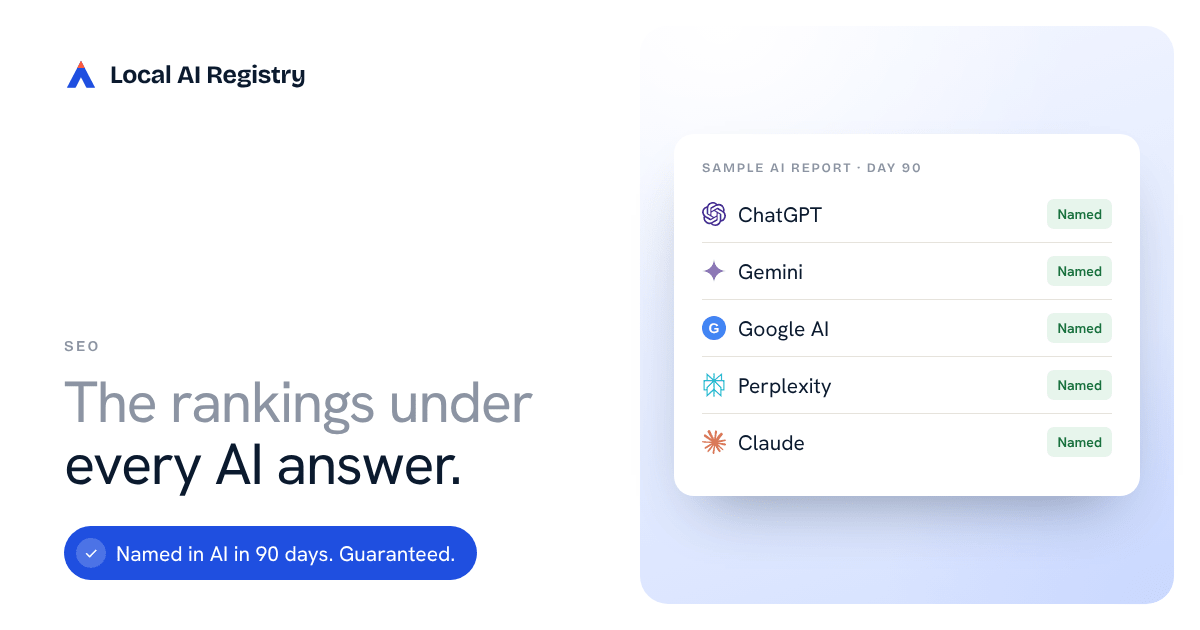 Local AI Registry
SEO
The rankings under
every AI answer.
Named in AI in 90 days. Guaranteed.
SAMPLE AI REPORT · DAY 90
ChatGPT Named
Gemini Named
G Google AI Named
Perplexity Named
Claude Named